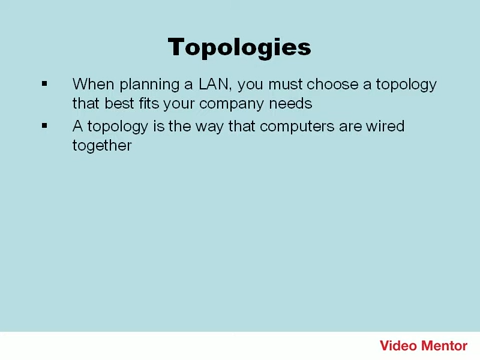 Topologies
▪ When planning a LAN, you must choose a topology
that best fits your company needs
▪ A topology is the way that computers are wired
together
Video Mentor